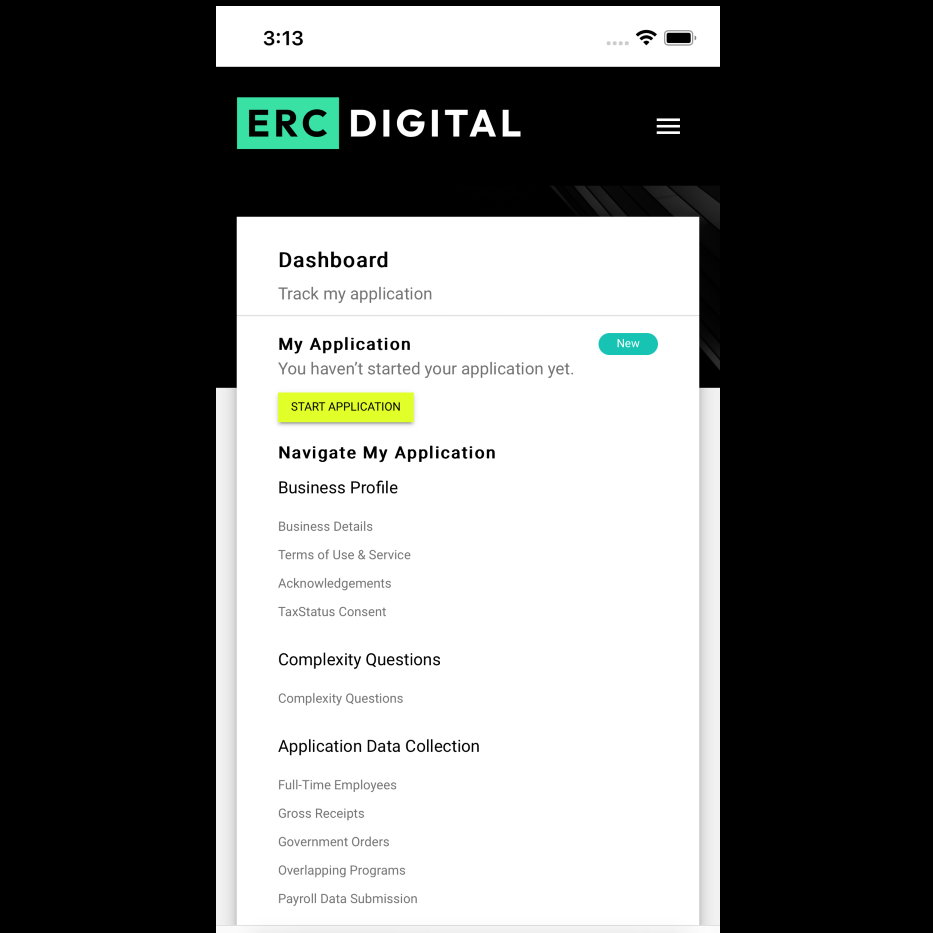 3:13
ERC DIGITAL
Dashboard
Track my application
My Application
New
You haven’t started your application yet.
START APPLICATION
Navigate My Application
Business Profile
Business Details
Terms of Use & Service
Acknowledgements
TaxStatus Consent
Complexity Questions
Complexity Questions
Application Data Collection
Full-Time Employees
Gross Receipts
Government Orders
Overlapping Programs
Payroll Data Submission